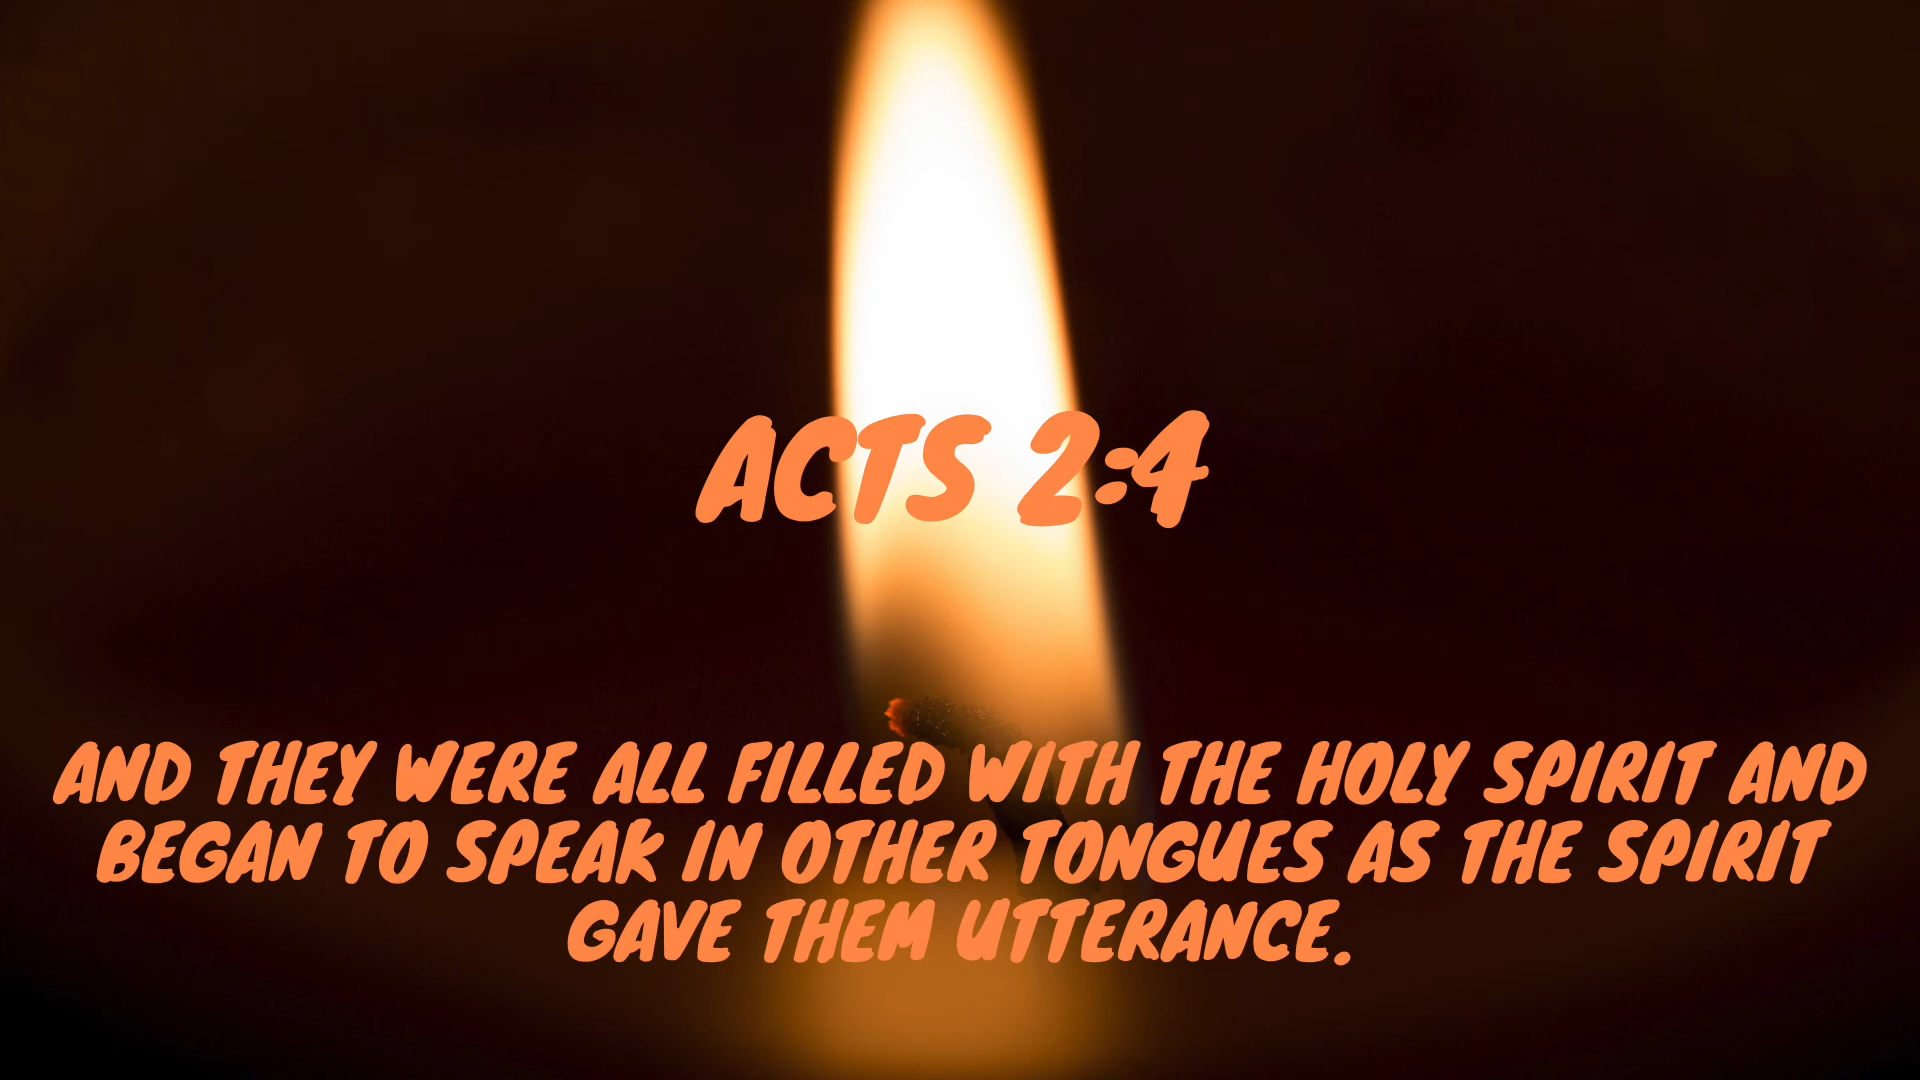 ACTS 2:4
AND THEY WERE ALL FILLED WITH THE HOLY SPIRIT AND
BEGAN TO SPEAK IN OTHER TONGUES AS THE SPIRIT
GAVE THEM UTTERANCE.